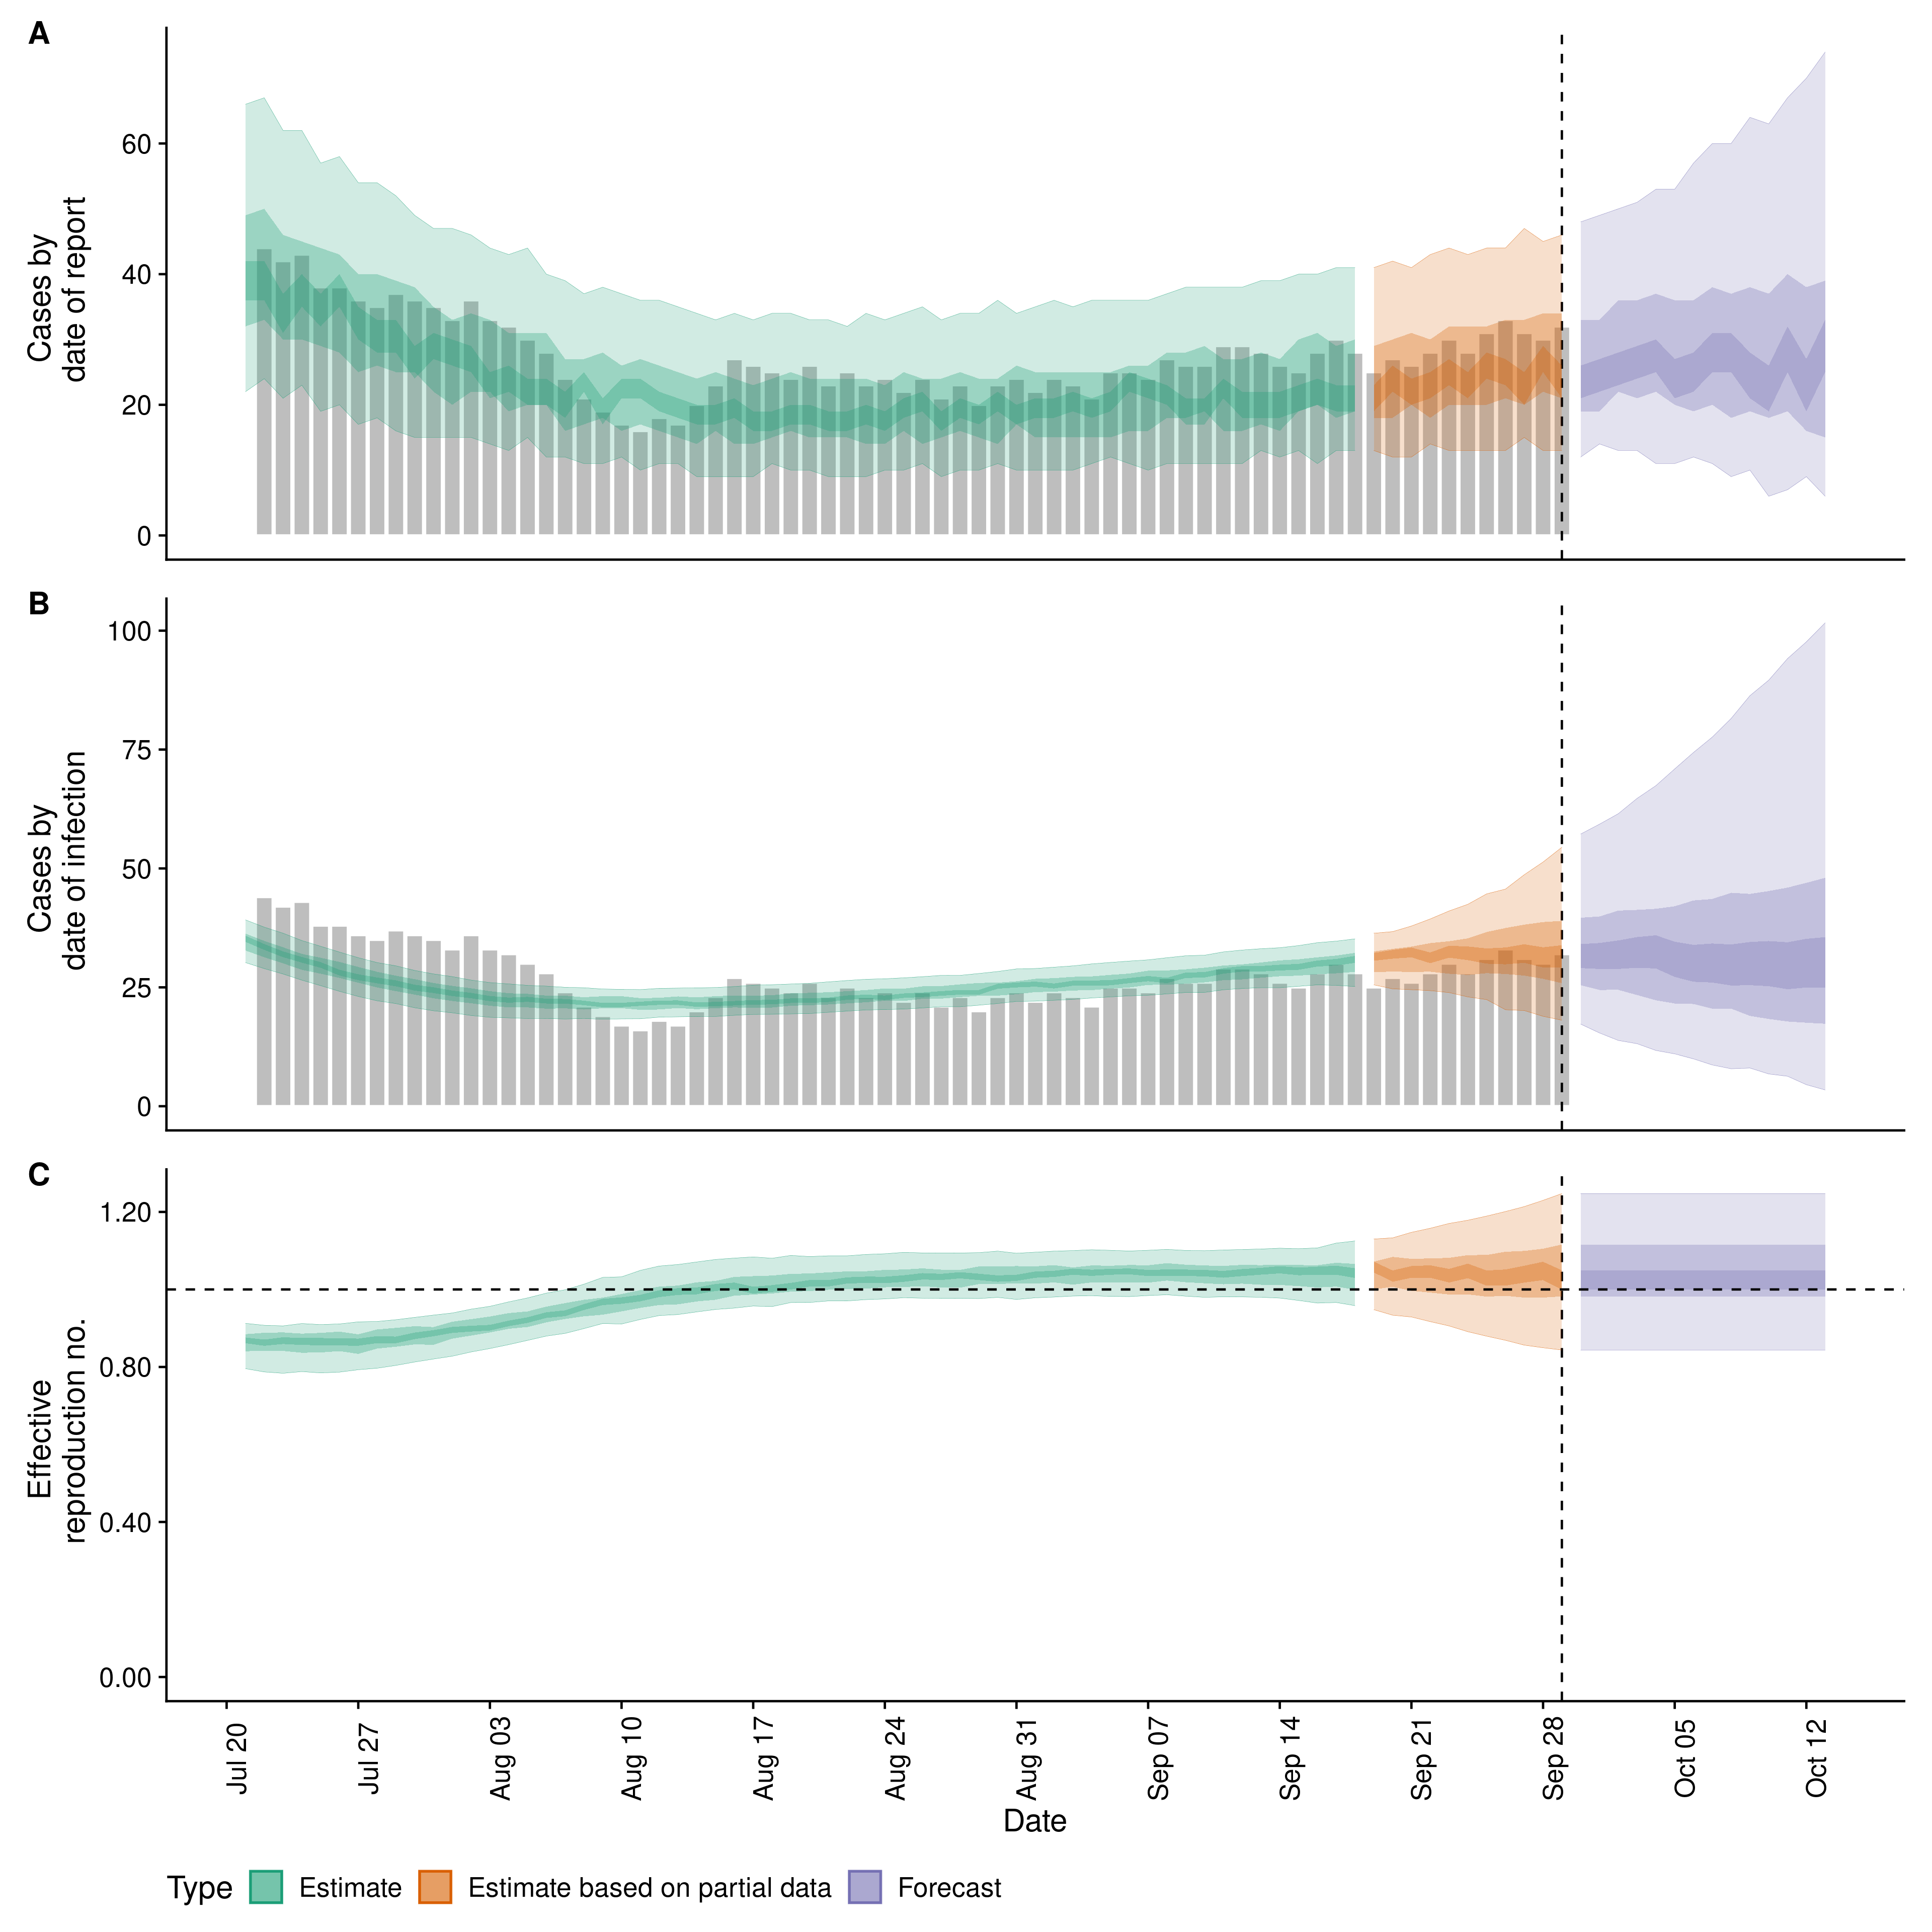 A
60
40
20
0
Cases by
date of report
B
100
75
50
25
0
Cases by
date of infection
C
1.20
0.80
0.40
0.00
Effective
reproduction no.
Jul 20
Jul 27
Aug 03
Aug 10
Aug 17
Aug 24
Aug 31
Sep 07
Sep 14
Sep 21
Sep 28
Oct 05
Oct 12
Date
Type Estimate Estimate based on partial data Forecast